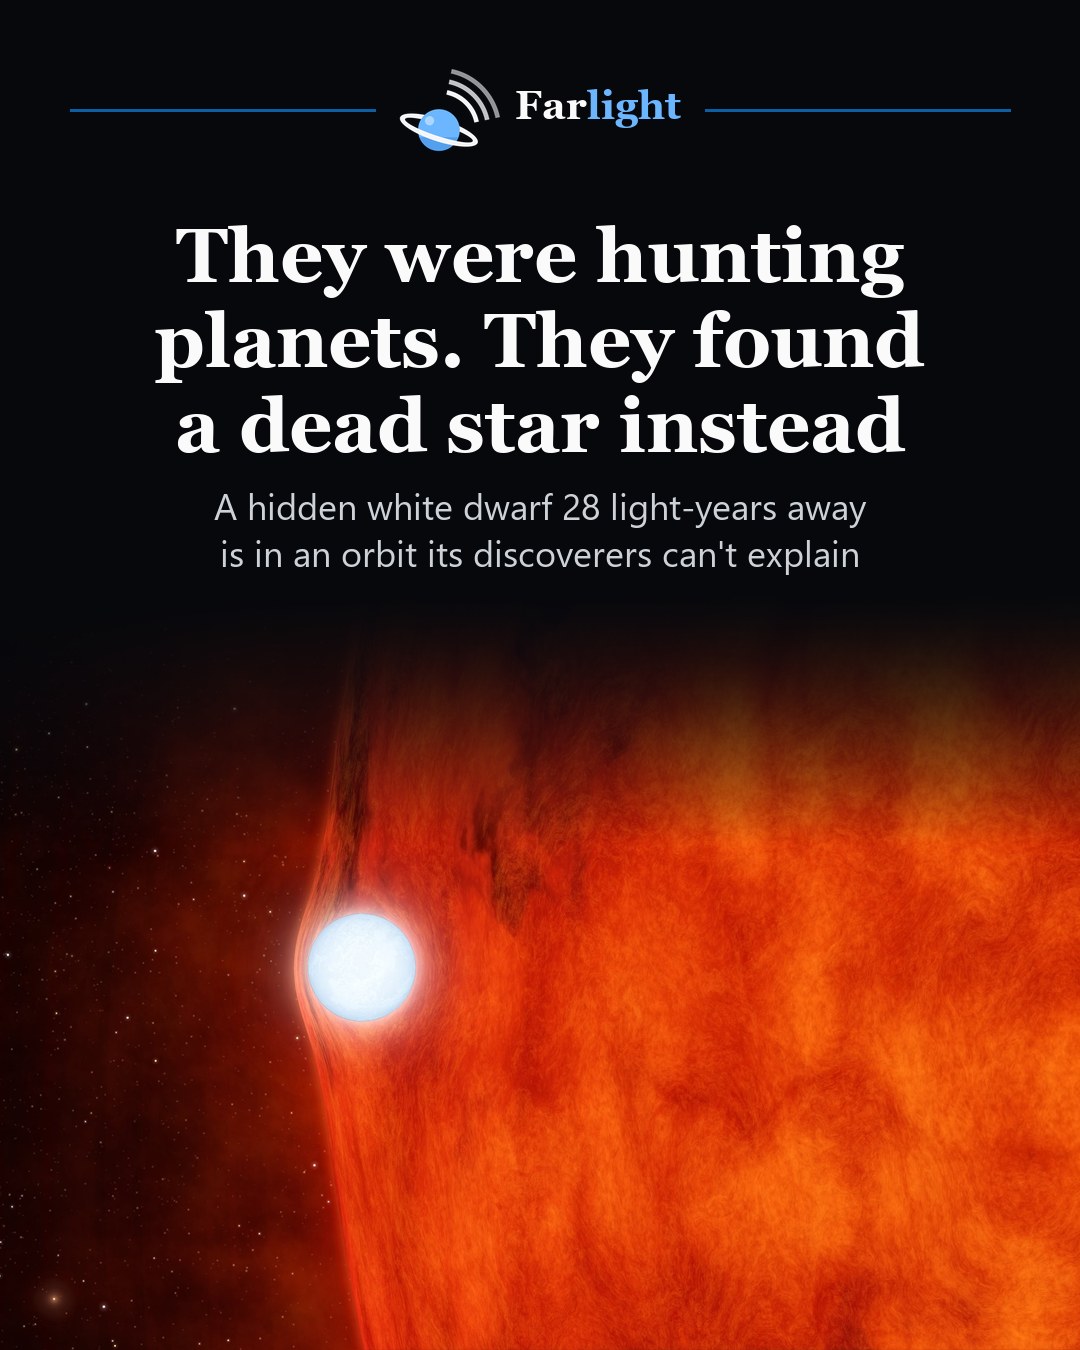 Farlight
They were hunting
planets. They found
a dead star instead
A hidden white dwarf 28 light-years away
is in an orbit its discoverers can't explain